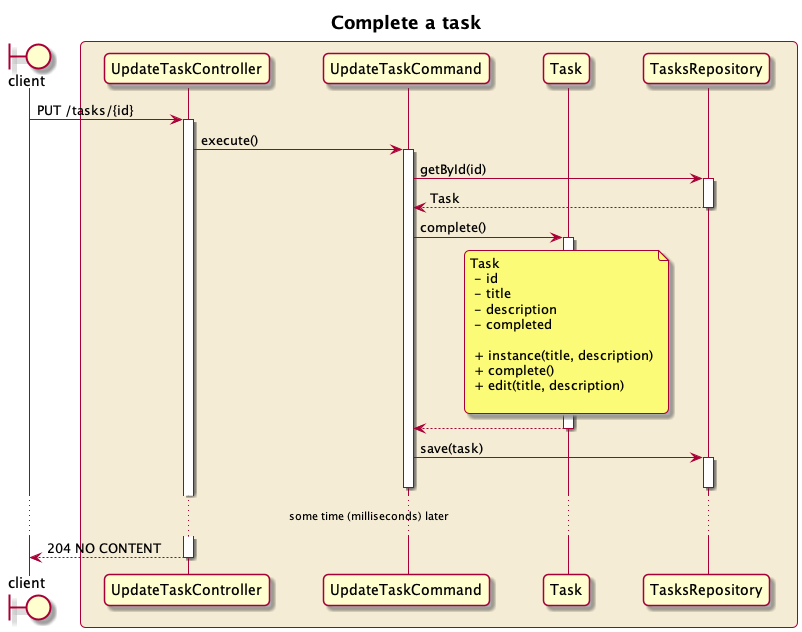 Complete a task
client
UpdateTaskController
UpdateTaskCommand
Task
TasksRepository
PUT /tasks/{id}
execute()
getById(id)
Task
complete()
Task
- id
- title
- description
- completed
+ instance(title, description)
+ complete()
+ edit(title, description)
save(task)
some time (milliseconds) later
204 NO CONTENT
client
UpdateTaskController
UpdateTaskCommand
Task
TasksRepository